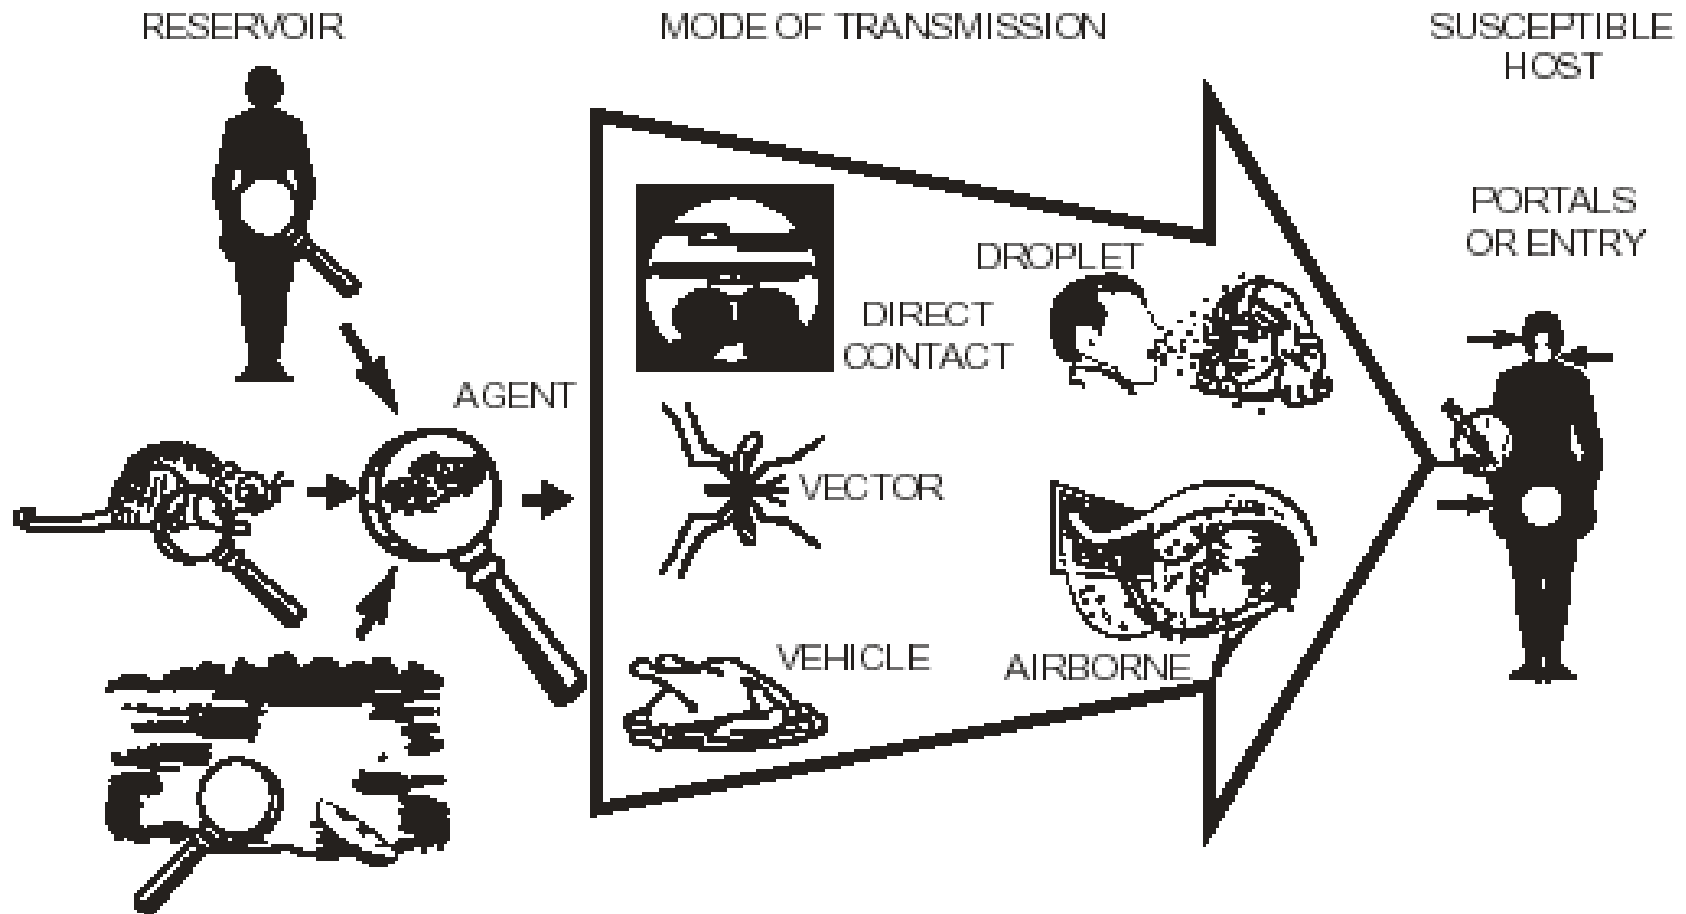 RESERVOIR
MODE OF TRANSMISSION
SUSCEPTIBLE
HOST
PORTALS
OR ENTRY
DROPLET
DIRECT
CONTACT
AGENT
VECTOR
VEHICLE
AIRBORNE